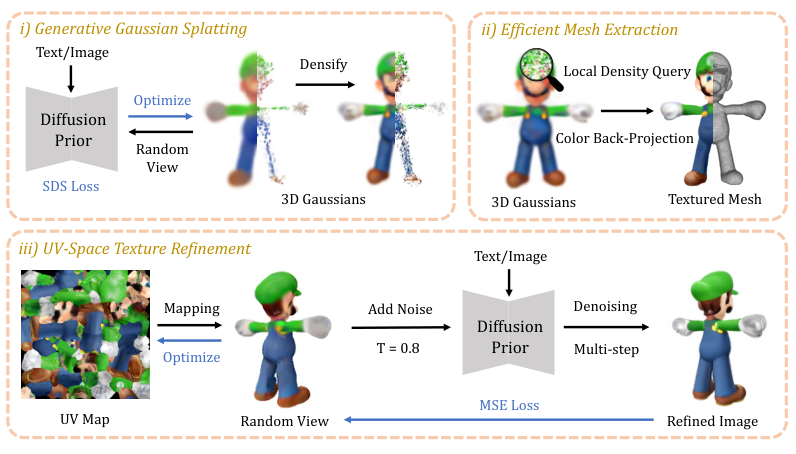 i) Generative Gaussian Splatting
Text/Image
Diffusion
Prior
SDS Loss
Optimize
Random
View
Densify
3D Gaussians
ii) Efficient Mesh Extraction
Local Density Query
Color Back-Projection
3D Gaussians
Textured Mesh
iii) UV-Space Texture Refinement
UV Map
Mapping
Optimize
Random View
Add Noise
T = 0.8
Text/Image
Diffusion
Prior
Denoising
Multi-step
MSE Loss
Refined Image